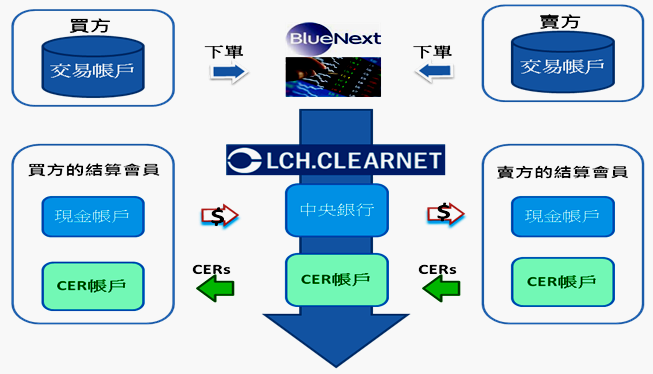 買方
賣方
下單
BlueNext
下單
交易帳戶
交易帳戶
LCH.CLEARNET
買方的結算會員
賣方的結算會員
現金帳戶
$
中央銀行
$
現金帳戶
CERs
CERs
CER帳戶
CER帳戶
CER帳戶